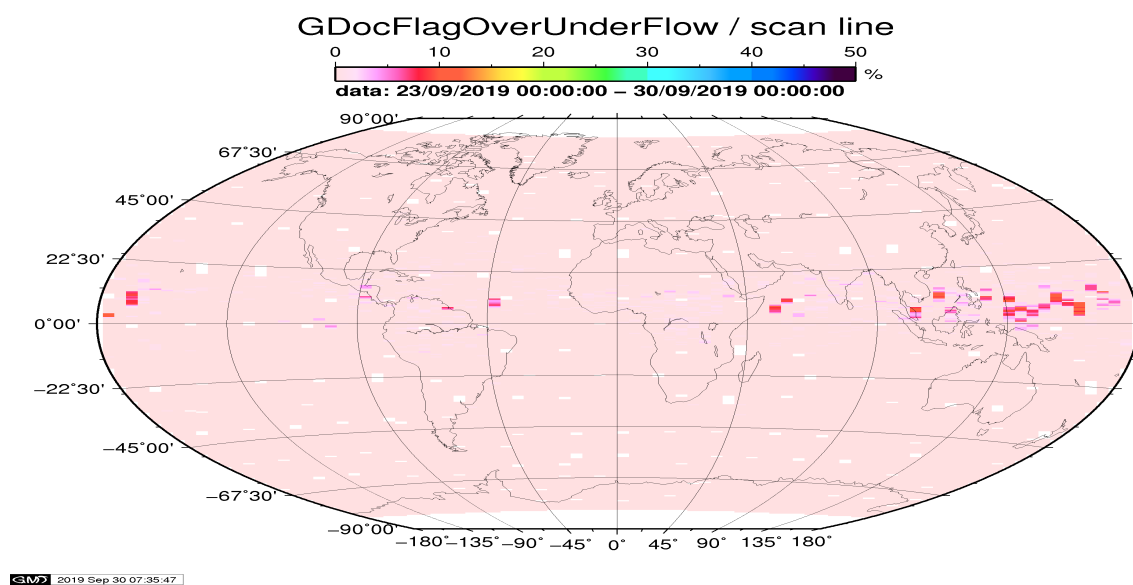 GDocFlagOverUnderFlow / scan line
0 10 20 30 40 50
%
data: 23/09/2019 00:00:00 – 30/09/2019 00:00:00
90°00'
67°30'
45°00'
22°30'
0°00'
−22°30'
−45°00'
−67°30'
−90°00'
−180° −135° −90° −45° 0° 45° 90° 135° 180°
GMT 2019 Sep 30 07:35:47